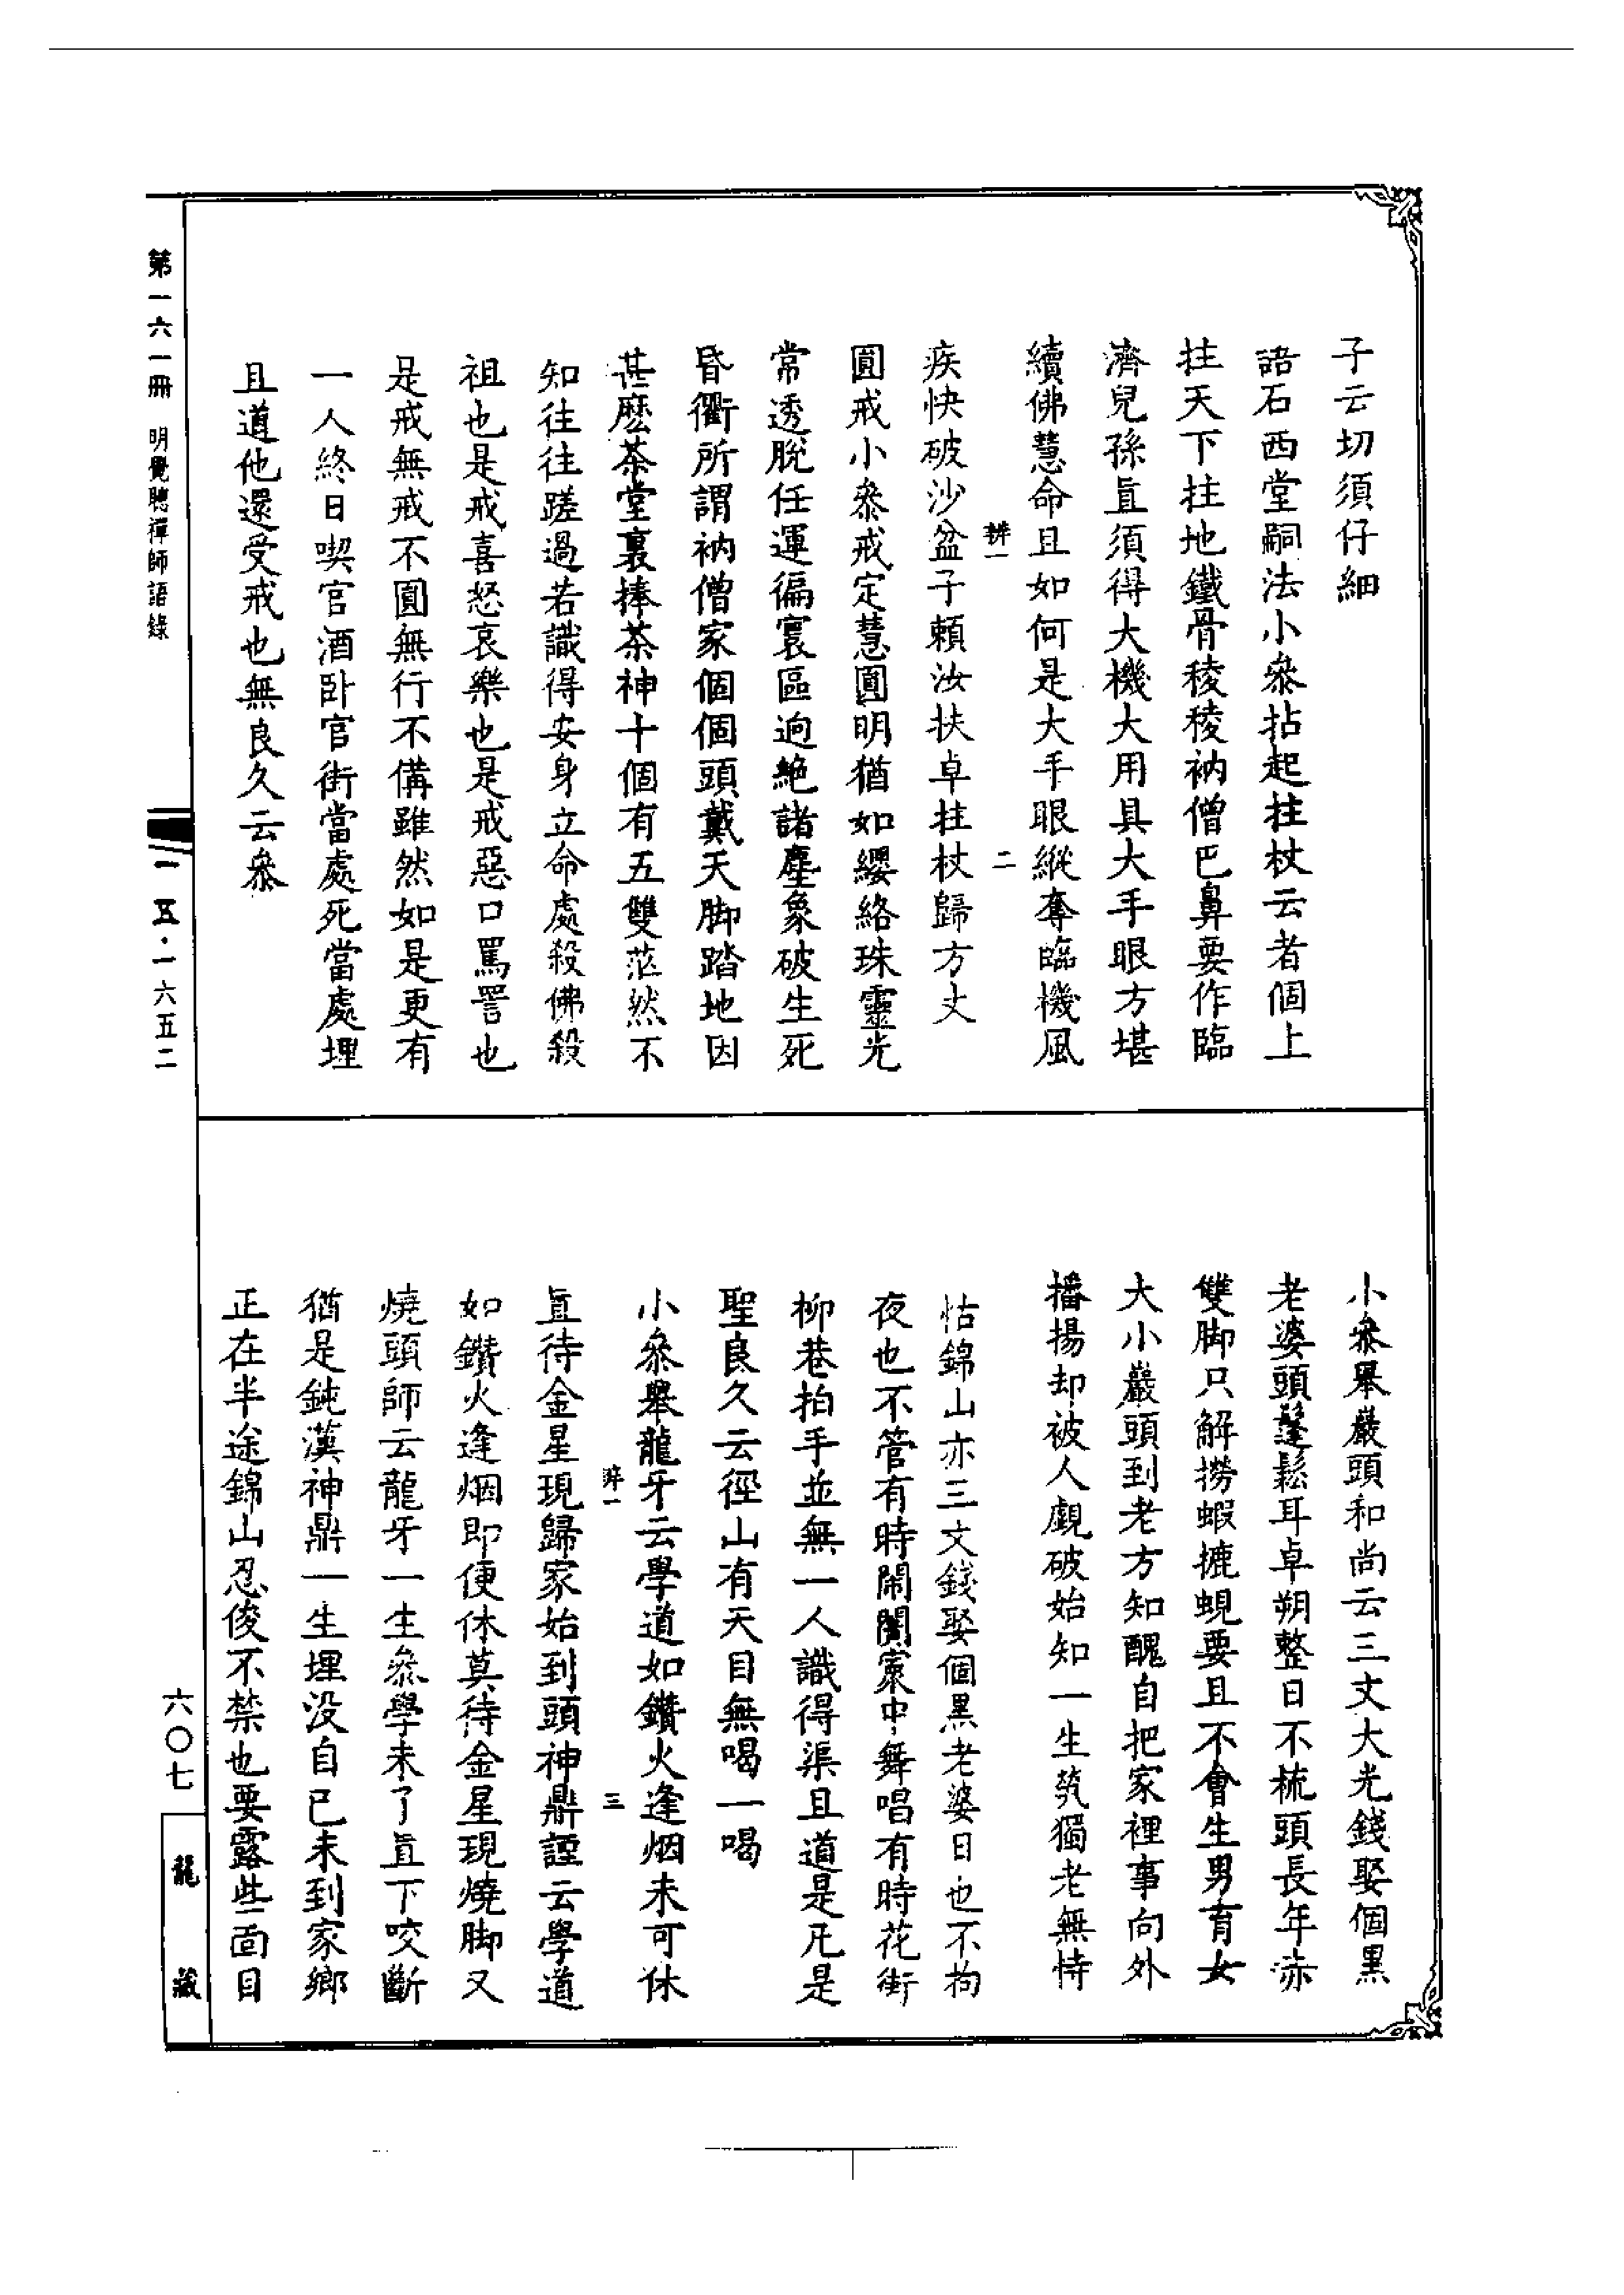 子云切須仔細
語石西堂嗣法小叅拈起拄杖云者個上
拄天下拄地鐵骨稜稜衲僧巴鼻要作臨
濟兒孫直須得大機大用具大手眼方堪
續佛慧命且如何是大手眼縱奪臨機風
辨一
二
疾快破沙盆子賴汝扶卓拄杖歸方丈
圓戒小叅戒定慧圓明猶如纓絡珠靈光
常透脫任運徧寰區逈絶諸塵象破生死
昏衢所謂衲僧家個個頭戴天脚踏地因
甚麽茶堂裏捧茶神十個有五雙茫然不
知往往蹉過若識得安身立命處殺佛殺
祖也是戒喜怒哀樂也是戒惡口罵詈也
是戒無戒不圓無行不備雖然如是更有
一人終日喫官酒卧官街當處死當處埋
且道他還受戒也無良久云叅
小叅舉巖頭和尚云三文大光錢娶個黑
老婆頭鬔鬆耳卓朔整日不梳頭長年赤
雙脚只解撈蝦摝蜆要且不會生男育女
大小巖頭到老方知醜自把家裡事向外
播揚却被人覷破始知一生煢獨老無恃
怙錦山亦三文錢娶個黑老婆日也不拘
夜也不管有時鬧闤裏中舞唱有時花街
柳巷拍手並無一人識得渠且道是凡是
聖良久云徑山有天目無喝一喝
小叅舉龍牙云學道如鑽火逢烟未可休
辨一
三
直待金星現歸家始到頭神鼎諲云學道
如鑽火逢烟即便休莫待金星現燒脚又
燒頭師云龍牙一生叅學未了直下咬斷
猶是鈍漢神鼎一生埋没自己未到家鄉
正在半途錦山忍俊不禁也要露些面目
第一六一冊
明覺聰禪師語錄
一五·一六五二
六〇七
龍藏